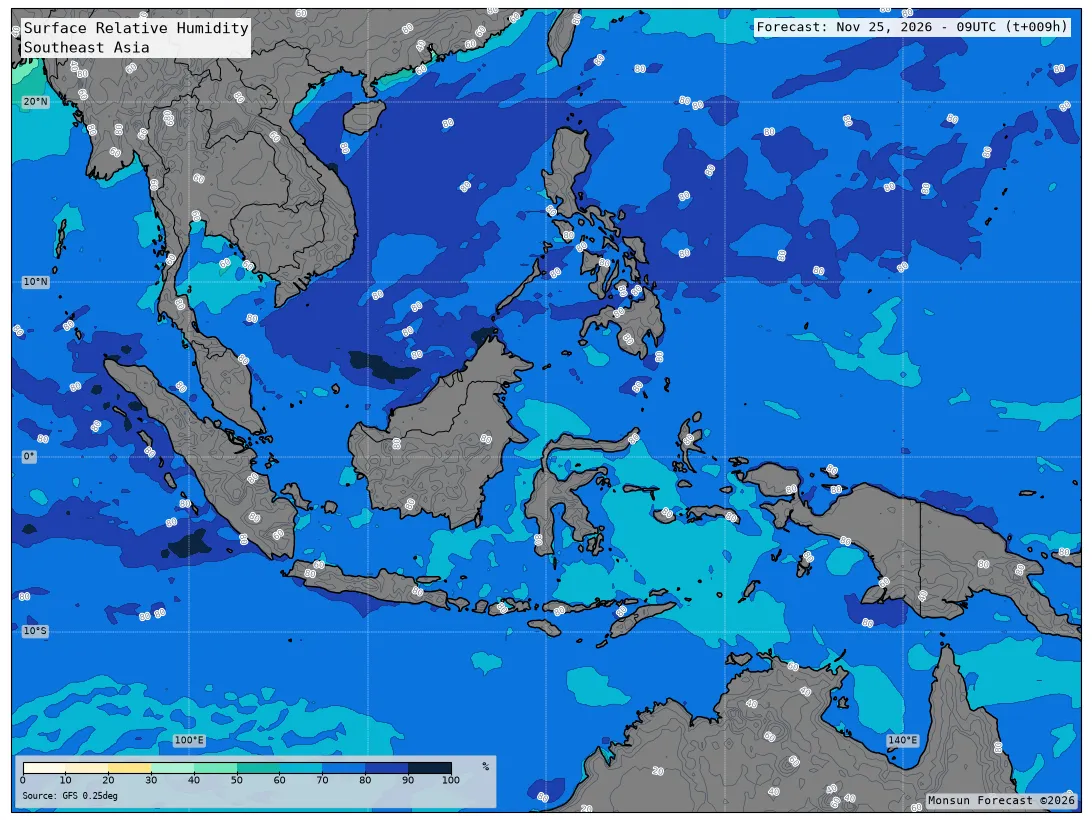 Surface Relative Humidity
Southeast Asia
Forecast: Nov 25, 2026 - 09UTC (t+009h)
20°N
10°N
0°
10°S
100°E
140°E
0 10 20 30 40 50 60 70 80 90 100
%
Source: GFS 0.25deg
Monsun Forecast ©2026